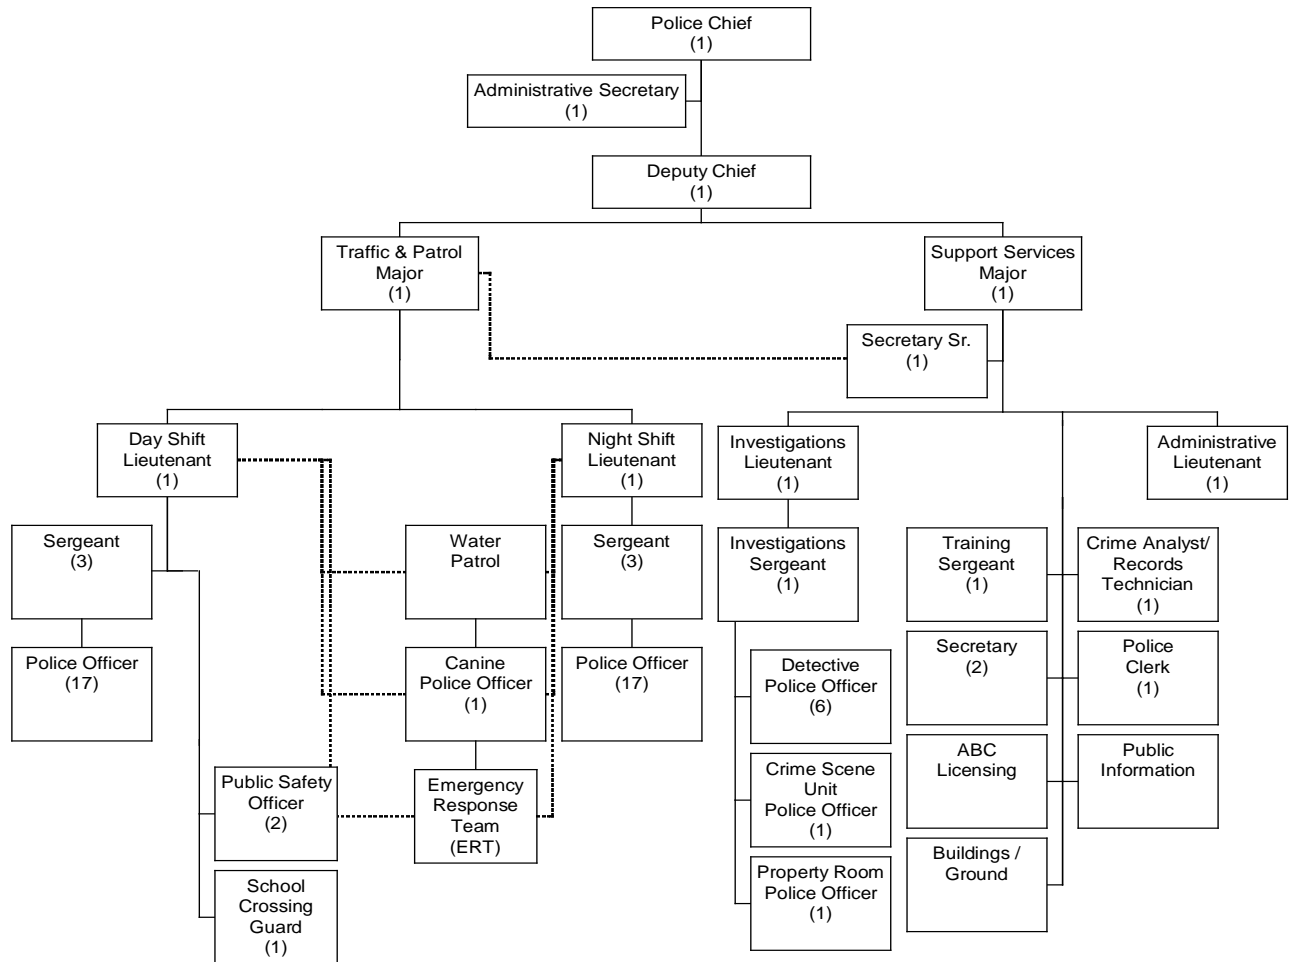 Police Chief
(1)
Administrative Secretary
(1)
Deputy Chief
(1)
Traffic & Patrol
Major
(1)
Support Services
Major
(1)
Secretary Sr.
(1)
Day Shift
Lieutenant
(1)
Night Shift
Lieutenant
(1)
Investigations
Lieutenant
(1)
Administrative
Lieutenant
(1)
Sergeant
(3)
Water
Patrol
Sergeant
(3)
Investigations
Sergeant
(1)
Training
Sergeant
(1)
Crime Analyst/
Records
Technician
(1)
Police Officer
(17)
Canine
Police Officer
(1)
Police Officer
(17)
Detective
Police Officer
(6)
Secretary
(2)
Police
Clerk
(1)
Public Safety
Officer
(2)
Emergency
Response
Team
(ERT)
Crime Scene
Unit
Police Officer
(1)
ABC
Licensing
Public
Information
School
Crossing
Guard
(1)
Property Room
Police Officer
(1)
Buildings /
Ground